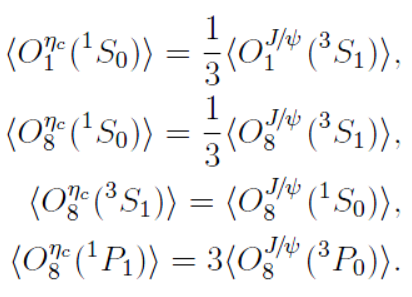 ⟨O₁^{η_c}(¹S₀)⟩ = 1/3 ⟨O₁^{J/ψ}(³S₁)⟩,
⟨O₈^{η_c}(¹S₀)⟩ = 1/3 ⟨O₈^{J/ψ}(³S₁)⟩,
⟨O₈^{η_c}(³S₁)⟩ = ⟨O₈^{J/ψ}(¹S₀)⟩,
⟨O₈^{η_c}(¹P₁)⟩ = 3⟨O₈^{J/ψ}(³P₀)⟩.